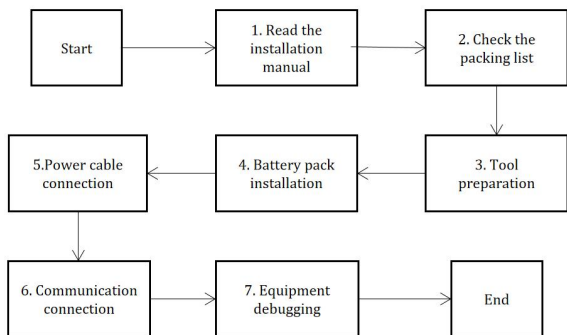 Start
1. Read the
installation
manual
2. Check the
packing list
3. Tool
preparation
4. Battery pack
installation
5.Power cable
connection
6. Communication
connection
7. Equipment
debugging
End